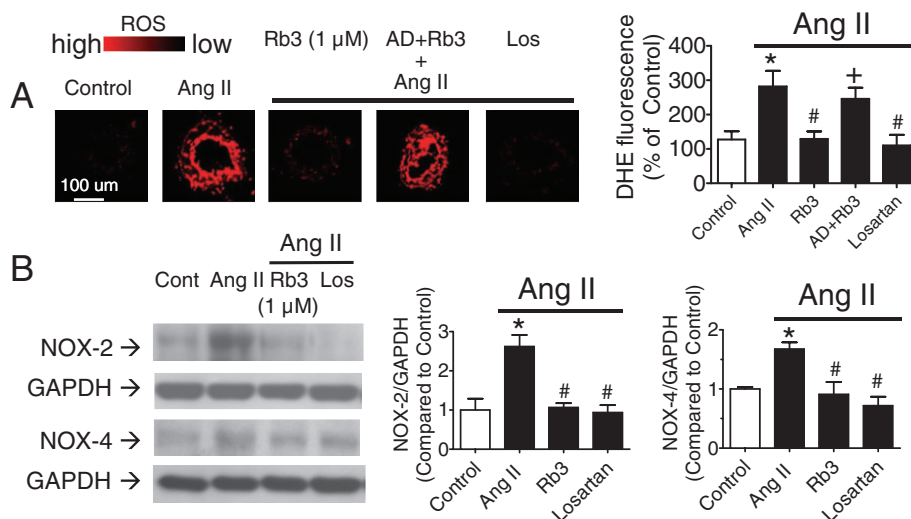 ROS
high low
Rb3 (1 µM) AD+Rb3 Los
+
Ang II
A
Control Ang II
100 um
DHE fluorescence
(% of Control)
400
300
200
100
0
Ang II
*
#
+
#
Control
Ang II
Rb3
AD+Rb3
Losartan
B
Ang II
Cont Ang II Rb3 Los
(1 µM)
NOX-2 →
GAPDH →
NOX-4 →
GAPDH →
NOX-2/GAPDH
(Compared to Control)
3
2
1
0
Ang II
*
#
#
Control
Ang II
Rb3
Losartan
NOX-4/GAPDH
(Compared to Control)
2
1
0
Ang II
*
#
#
Control
Ang II
Rb3
Losartan